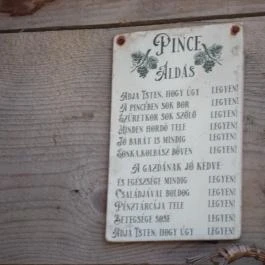 PINCE
ÁLDÁS
ADJA ISTEN, HOGY ÚGY LEGYEN!
A PINCÉBEN SOK BOR LEGYEN!
SZÜRETKOR SOK SZŐLŐ LEGYEN!
MINDEN HORDÓ TELE LEGYEN!
JÓ BARÁT IS MINDIG LEGYEN!
SONKA, KOLBÁSZ BŐVEN LEGYEN!
A GAZDÁNAK JÓ KEDVE
ÉS EGÉSZSÉGE MINDIG LEGYEN!
CSALÁDJÁVAL BOLDOG LEGYEN!
PÉNZTÁRCÁJA TELE LEGYEN!
BETEGSÉGE SOSE LEGYEN!
ADJA ISTEN, HOGY ÚGY LEGYEN!